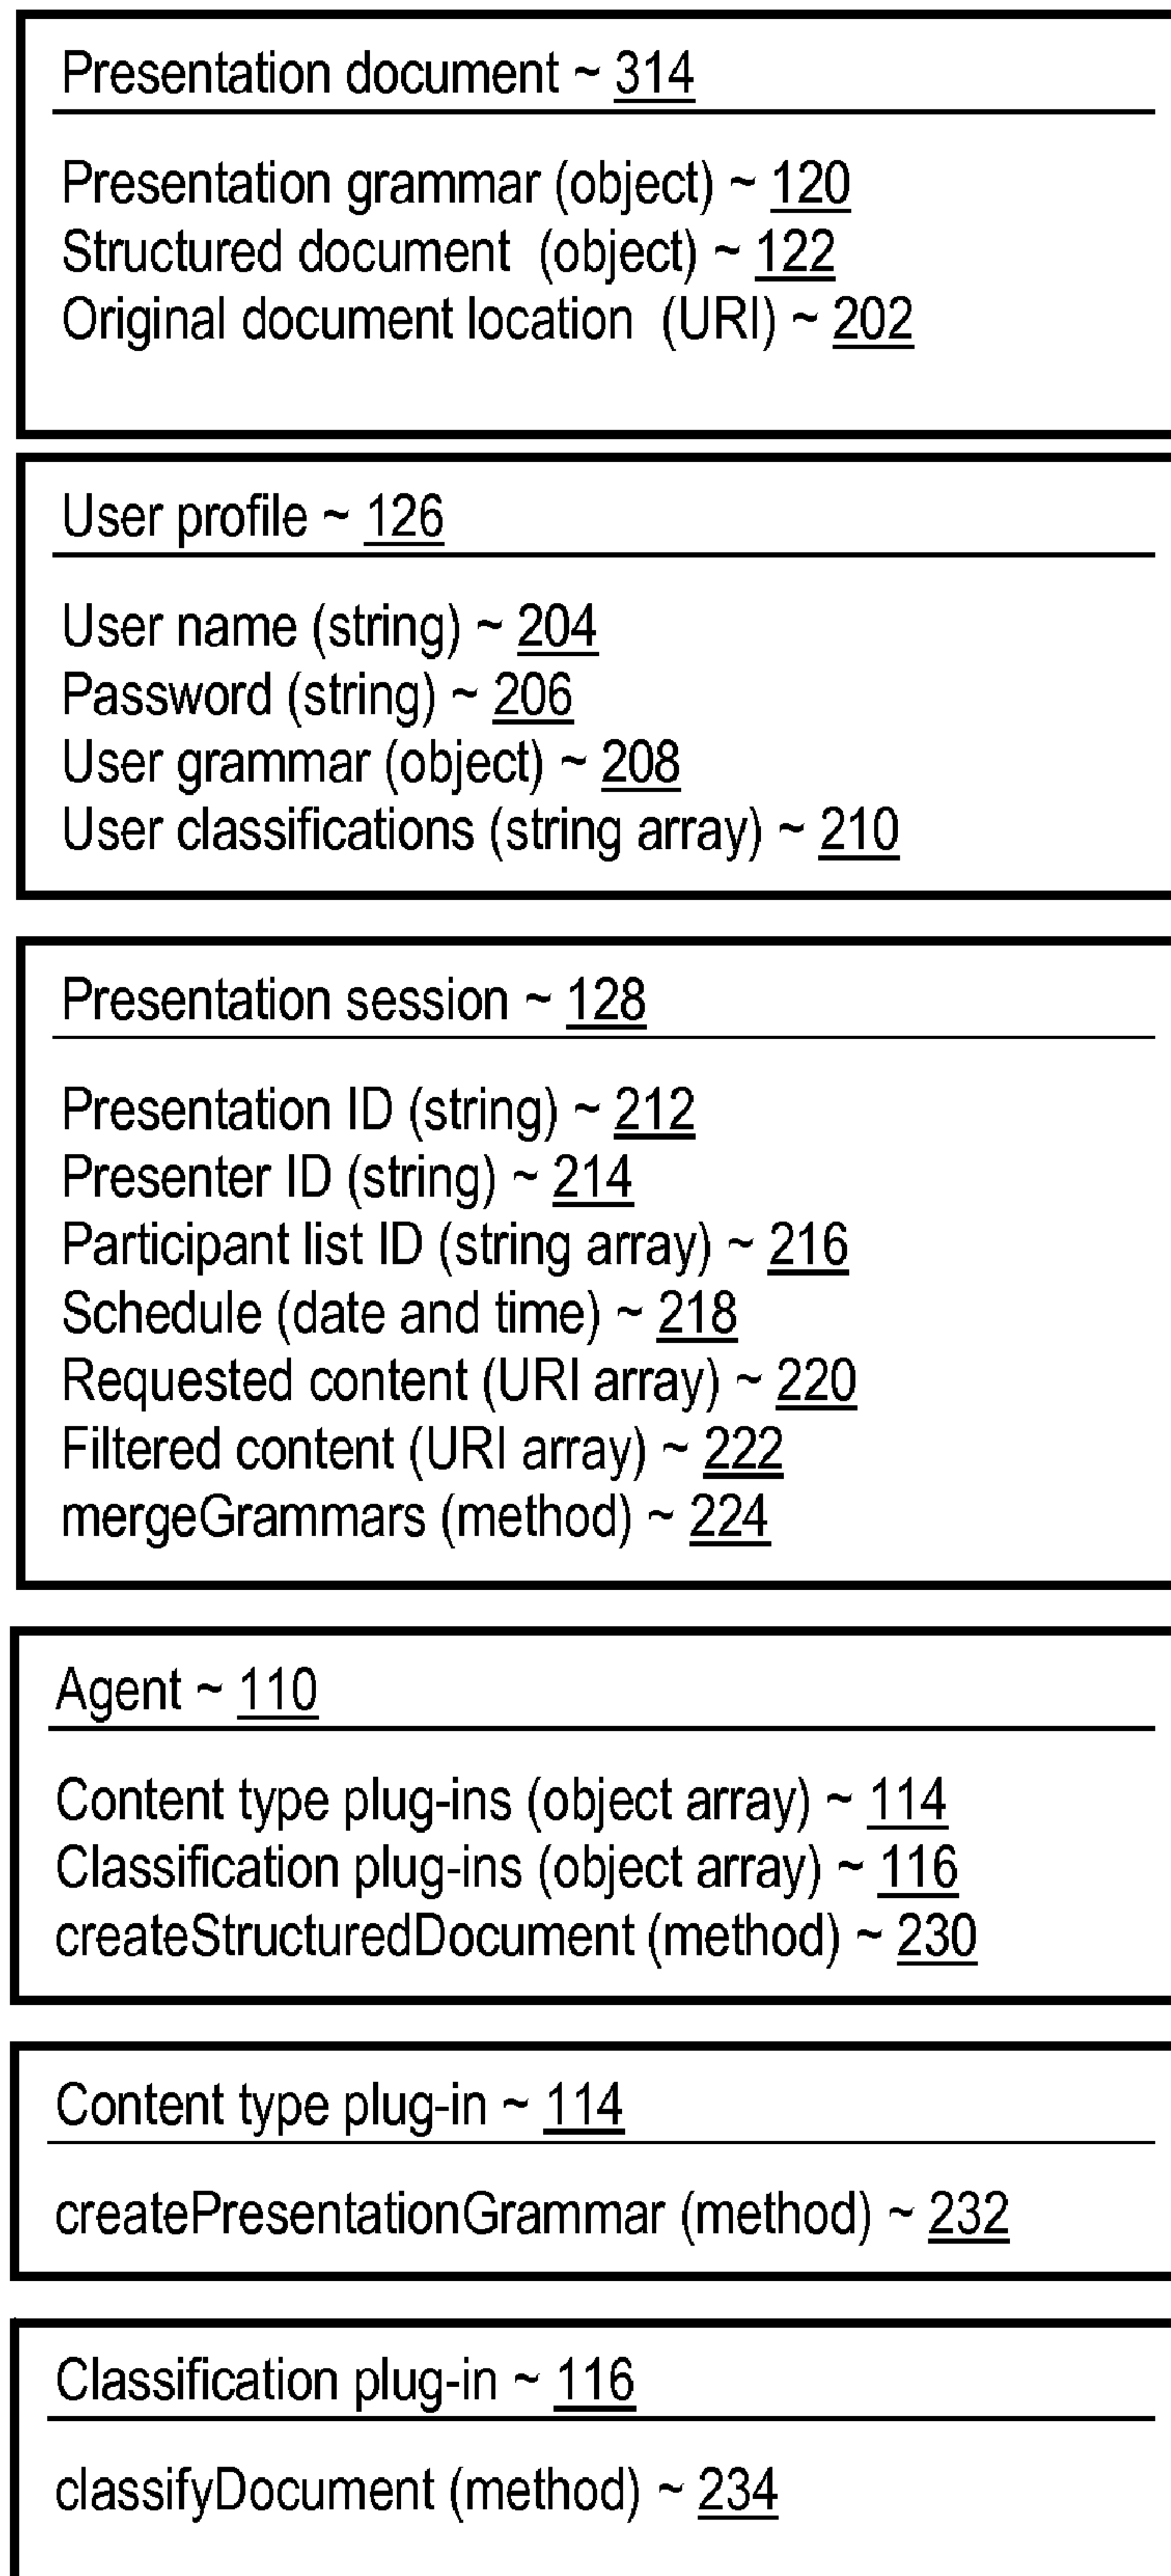 Presentation document ~ 314
Presentation grammar (object) ~ 120
Structured document (object) ~ 122
Original document location (URI) ~ 202
User profile ~ 126
User name (string) ~ 204
Password (string) ~ 206
User grammar (object) ~ 208
User classifications (string array) ~ 210
Presentation session ~ 128
Presentation ID (string) ~ 212
Presenter ID (string) ~ 214
Participant list ID (string array) ~ 216
Schedule (date and time) ~ 218
Requested content (URI array) ~ 220
Filtered content (URI array) ~ 222
mergeGrammars (method) ~ 224
Agent ~ 110
Content type plug-ins (object array) ~ 114
Classification plug-ins (object array) ~ 116
createStructuredDocument (method) ~ 230
Content type plug-in ~ 114
createPresentationGrammar (method) ~ 232
Classification plug-in ~ 116
classifyDocument (method) ~ 234